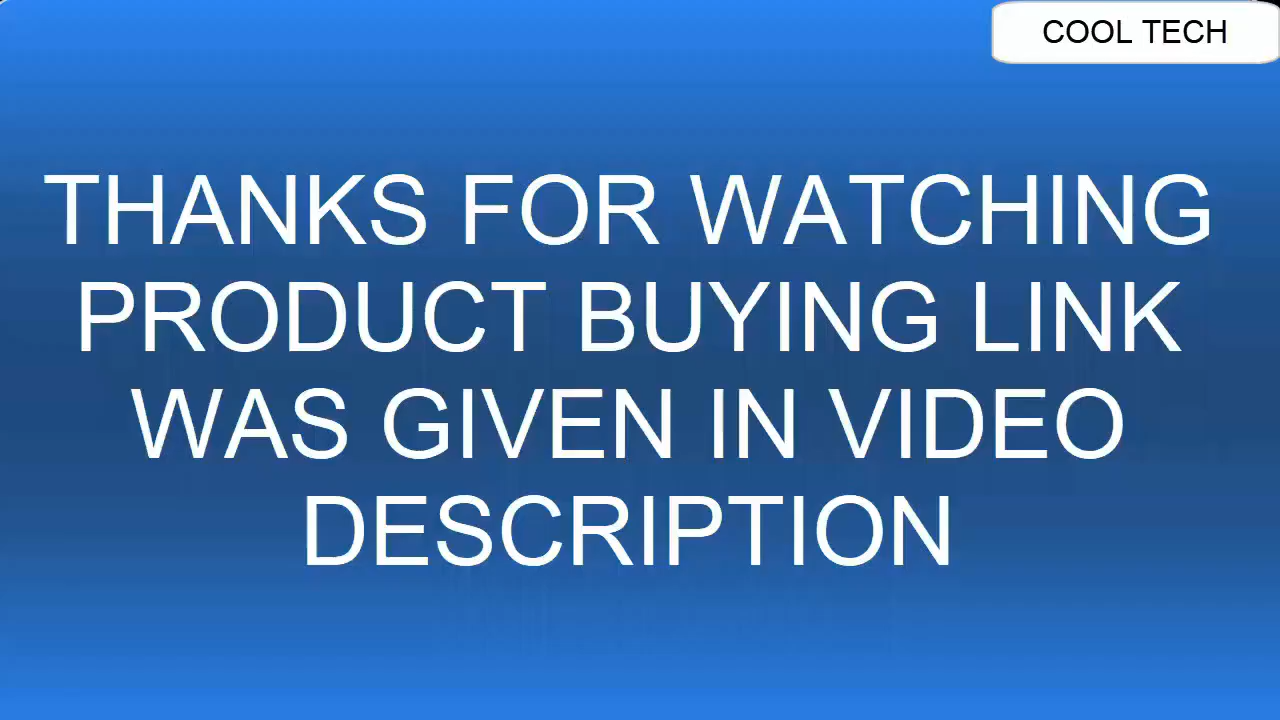 COOL TECH
THANKS FOR WATCHING
PRODUCT BUYING LINK
WAS GIVEN IN VIDEO
DESCRIPTION